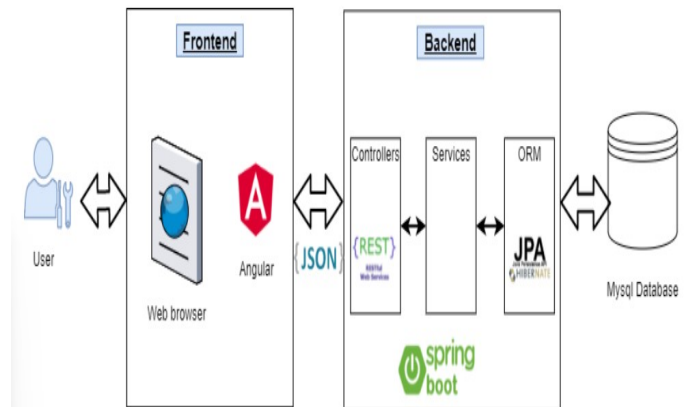 Frontend
Backend
Controllers
Services
ORM
{REST}
RESTful
Web Services
JPA
HIBERNATE
User
Web browser
Angular
{JSON}
Mysql Database
spring
boot